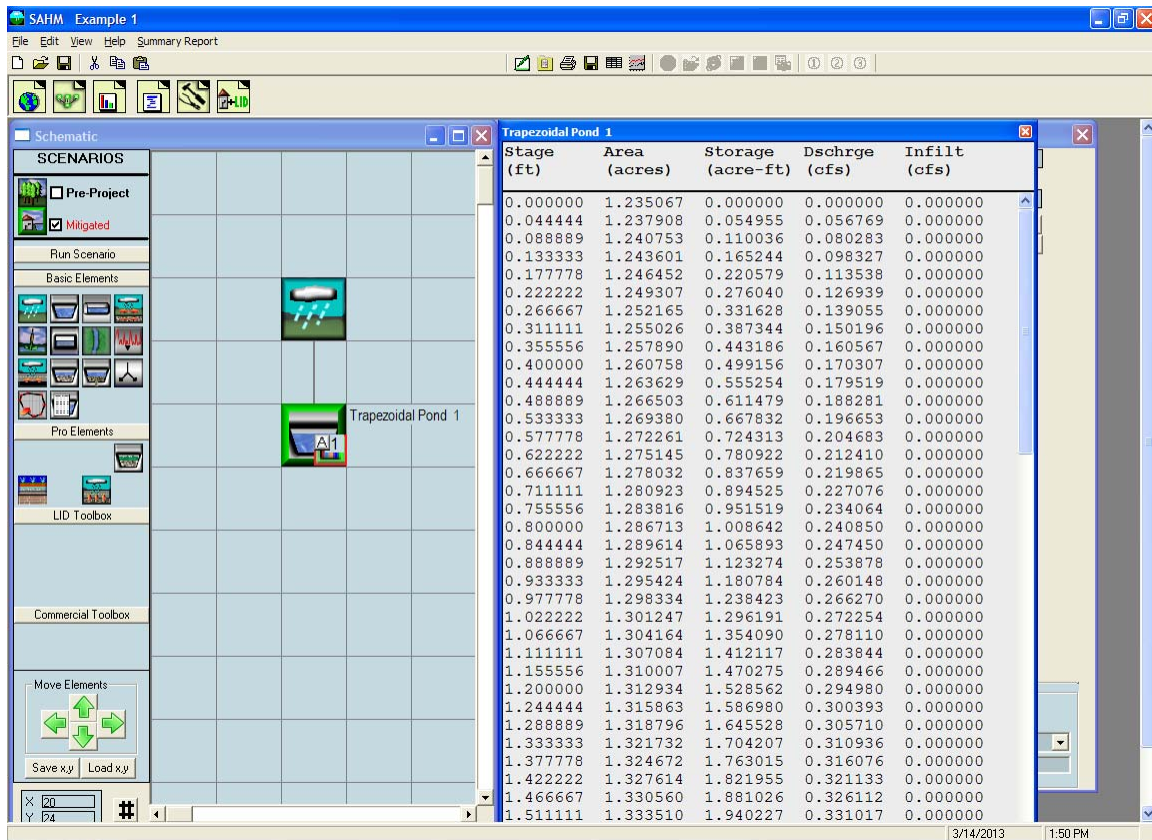 SAHM Example 1
File Edit View Help Summary Report
Schematic
SCENARIOS
Pre-Project
Mitigated
Run Scenario
Basic Elements
Pro Elements
LID Toolbox
Commercial Toolbox
Move Elements
Save x,y Load x,y
X 20
Y 24
#
+LID
Trapezoidal Pond 1
A 1
Trapezoidal Pond 1
Stage Area Storage Dschrge Infilt
(ft) (acres) (acre-ft) (cfs) (cfs)
0.000000 1.235067 0.000000 0.000000 0.000000
0.044444 1.237908 0.054955 0.056769 0.000000
0.088889 1.240753 0.110036 0.080283 0.000000
0.133333 1.243601 0.165244 0.098327 0.000000
0.177778 1.246452 0.220579 0.113538 0.000000
0.222222 1.249307 0.276040 0.126939 0.000000
0.266667 1.252165 0.331628 0.139055 0.000000
0.311111 1.255026 0.387344 0.150196 0.000000
0.355556 1.257890 0.443186 0.160567 0.000000
0.400000 1.260758 0.499156 0.170307 0.000000
0.444444 1.263629 0.555254 0.179519 0.000000
0.488889 1.266503 0.611479 0.188281 0.000000
0.533333 1.269380 0.667832 0.196653 0.000000
0.577778 1.272261 0.724313 0.204683 0.000000
0.622222 1.275145 0.780922 0.212410 0.000000
0.666667 1.278032 0.837659 0.219865 0.000000
0.711111 1.280923 0.894525 0.227076 0.000000
0.755556 1.283816 0.951519 0.234064 0.000000
0.800000 1.286713 1.008642 0.240850 0.000000
0.844444 1.289614 1.065893 0.247450 0.000000
0.888889 1.292517 1.123274 0.253878 0.000000
0.933333 1.295424 1.180784 0.260148 0.000000
0.977778 1.298334 1.238423 0.266270 0.000000
1.022222 1.301247 1.296191 0.272254 0.000000
1.066667 1.304164 1.354090 0.278110 0.000000
1.111111 1.307084 1.412117 0.283844 0.000000
1.155556 1.310007 1.470275 0.289466 0.000000
1.200000 1.312934 1.528562 0.294980 0.000000
1.244444 1.315863 1.586980 0.300393 0.000000
1.288889 1.318796 1.645528 0.305710 0.000000
1.333333 1.321732 1.704207 0.310936 0.000000
1.377778 1.324672 1.763015 0.316076 0.000000
1.422222 1.327614 1.821955 0.321133 0.000000
1.466667 1.330560 1.881026 0.326112 0.000000
1.511111 1.333510 1.940227 0.331017 0.000000
3/14/2013 1:50 PM